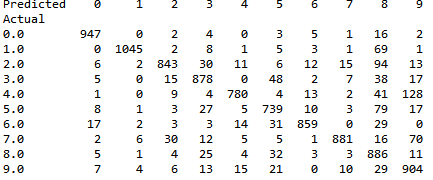 Predicted 0 1 2 3 4 5 6 7 8 9
Actual
0.0 947 0 2 4 0 3 5 1 16 2
1.0 0 1045 2 8 1 5 3 1 69 1
2.0 6 2 843 30 11 6 12 15 94 13
3.0 5 0 15 878 0 48 2 7 38 17
4.0 1 0 9 4 780 4 13 2 41 128
5.0 8 1 3 27 5 739 10 3 79 17
6.0 17 2 3 3 14 31 859 0 29 0
7.0 2 6 30 12 5 5 1 881 16 70
8.0 5 1 4 25 4 32 3 3 886 11
9.0 7 4 6 13 15 21 0 10 29 904